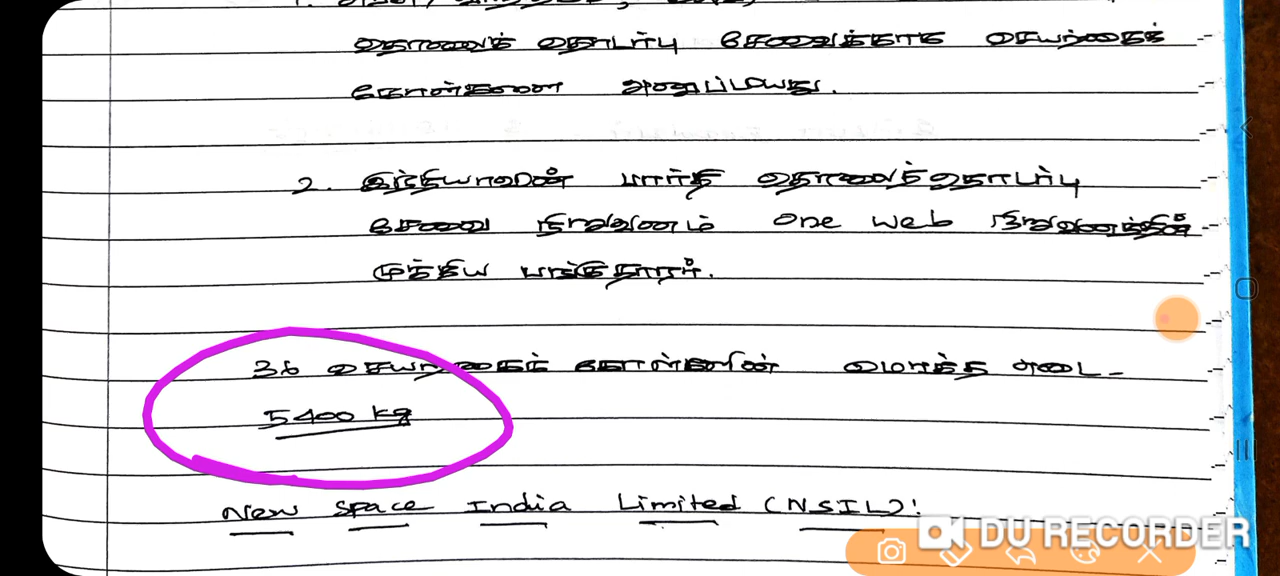 தொலைத் தொடர்பு சேவைக்காக செயற்கைக்
கோள்களை அனுப்பியது.
2. இந்தியாவின் பார்தி தொலைத்தொடர்பு
சேவை நிறுவனம் One web நிறுவனத்தின்
முக்கிய பங்குதாரர்.
36 செயற்கைக் கோள்களின் மொத்த எடை -
5400 kg
New Space India Limited (NSIL):
DU RECORDER